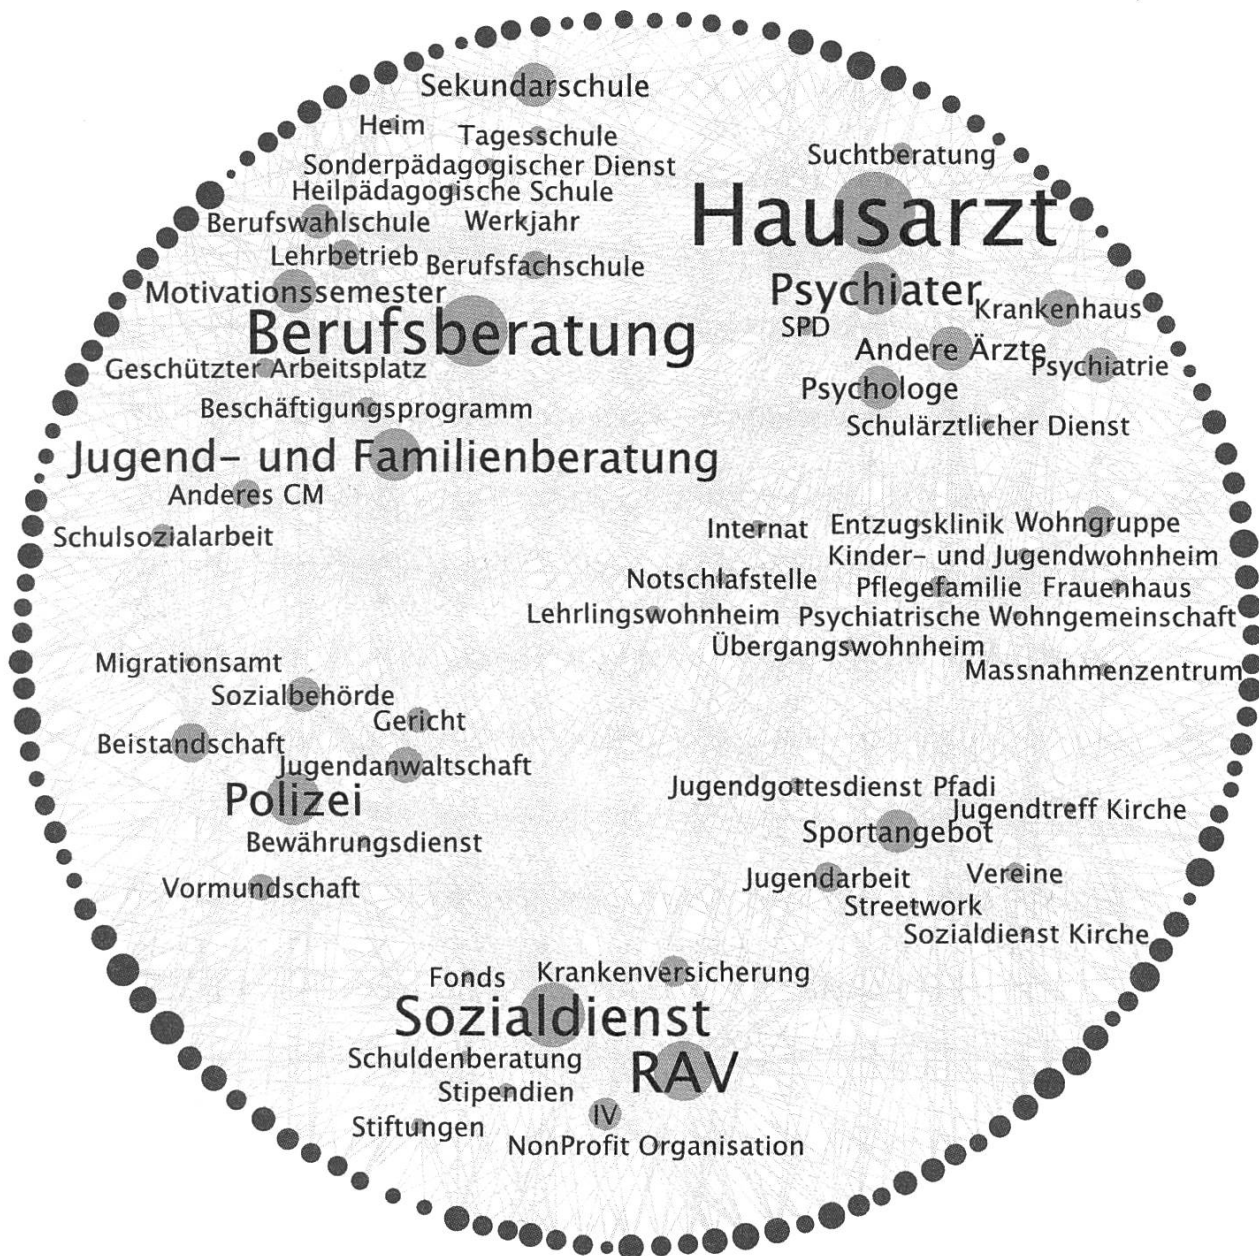 Sekundarschule
Heim
Tagesschule
Sonderpädagogischer Dienst
Heilpädagogische Schule
Berufswahlschule
Werkjahr
Lehrbetrieb
Berufsfachschule
Motivationssemester
Berufsberatung
Geschützter Arbeitsplatz
Beschäftigungsprogramm
Jugend- und Familienberatung
Anderes CM
Schulsozialarbeit
Suchtberatung
Hausarzt
Psychiater
Krankenhaus
SPD
Andere Ärzte
Psychiatrie
Psychologe
Schulärztlicher Dienst
Internat
Entzugsklinik
Wohngruppe
Kinder- und Jugendwohnheim
Notschlafstelle
Pflegefamilie
Frauenhaus
Lehrlingswohnheim
Psychiatrische Wohngemeinschaft
Übergangswohnheim
Massnahmenzentrum
Migrationsamt
Sozialbehörde
Gericht
Beistandschaft
Jugendanwaltschaft
Polizei
Bewährungsdienst
Vormundschaft
Jugendgottesdienst
Pfadi
Jugendtreff Kirche
Sportangebot
Jugendarbeit
Vereine
Streetwork
Sozialdienst Kirche
Fonds
Krankenversicherung
Sozialdienst
Schuldenberatung
RAV
Stipendien
IV
Stiftungen
NonProfit Organisation